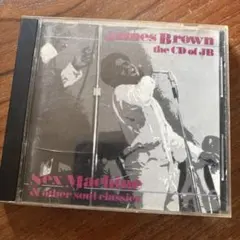 James Brown
the CD of JB
Sex Machine
& other soul classics